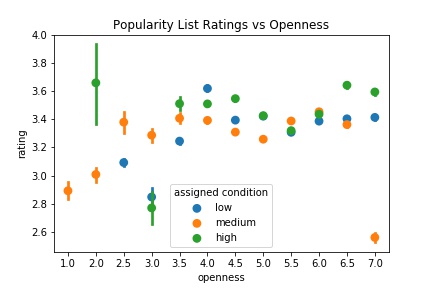 Popularity List Ratings vs Openness
4.0
3.8
3.6
3.4
3.2
3.0
2.8
2.6
rating
assigned condition
low
medium
high
1.0 2.0 2.5 3.0 3.5 4.0 4.5 5.0 5.5 6.0 6.5 7.0
openness